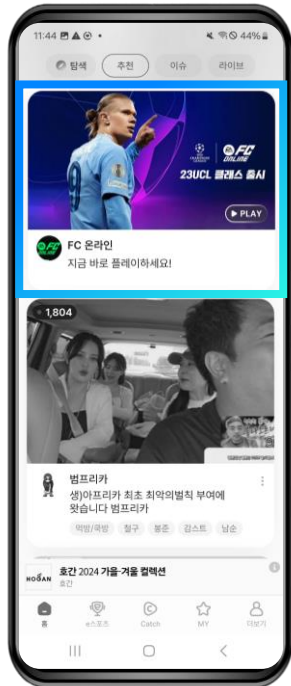 11:44
44%
탐색 추천 이슈 라이브
FC ONLINE
23UCL 클래스 출시
PLAY
FC 온라인
지금 바로 플레이하세요!
1,804
범프리카
생)아프리카 최초 최악의벌칙 부여에
왔습니다 범프리카
먹방/쿡방 철구 봉준 감스트 남순
HOGAN
호간 2024 가을-겨울 컬렉션
호간
홈 e스포츠 Catch MY 더보기